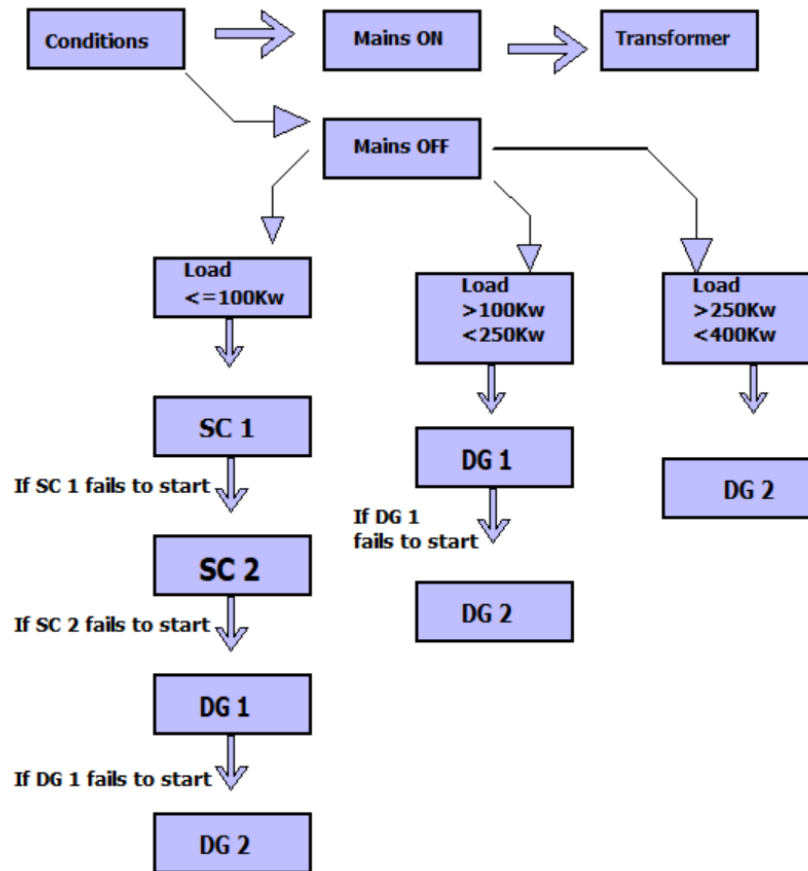 Conditions
Mains ON
Transformer
Mains OFF
Load
<=100Kw
Load
>100Kw
<250Kw
Load
>250Kw
<400Kw
SC 1
If SC 1 fails to start
SC 2
If SC 2 fails to start
DG 1
If DG 1 fails to start
DG 2
DG 1
If DG 1
fails to start
DG 2
DG 2